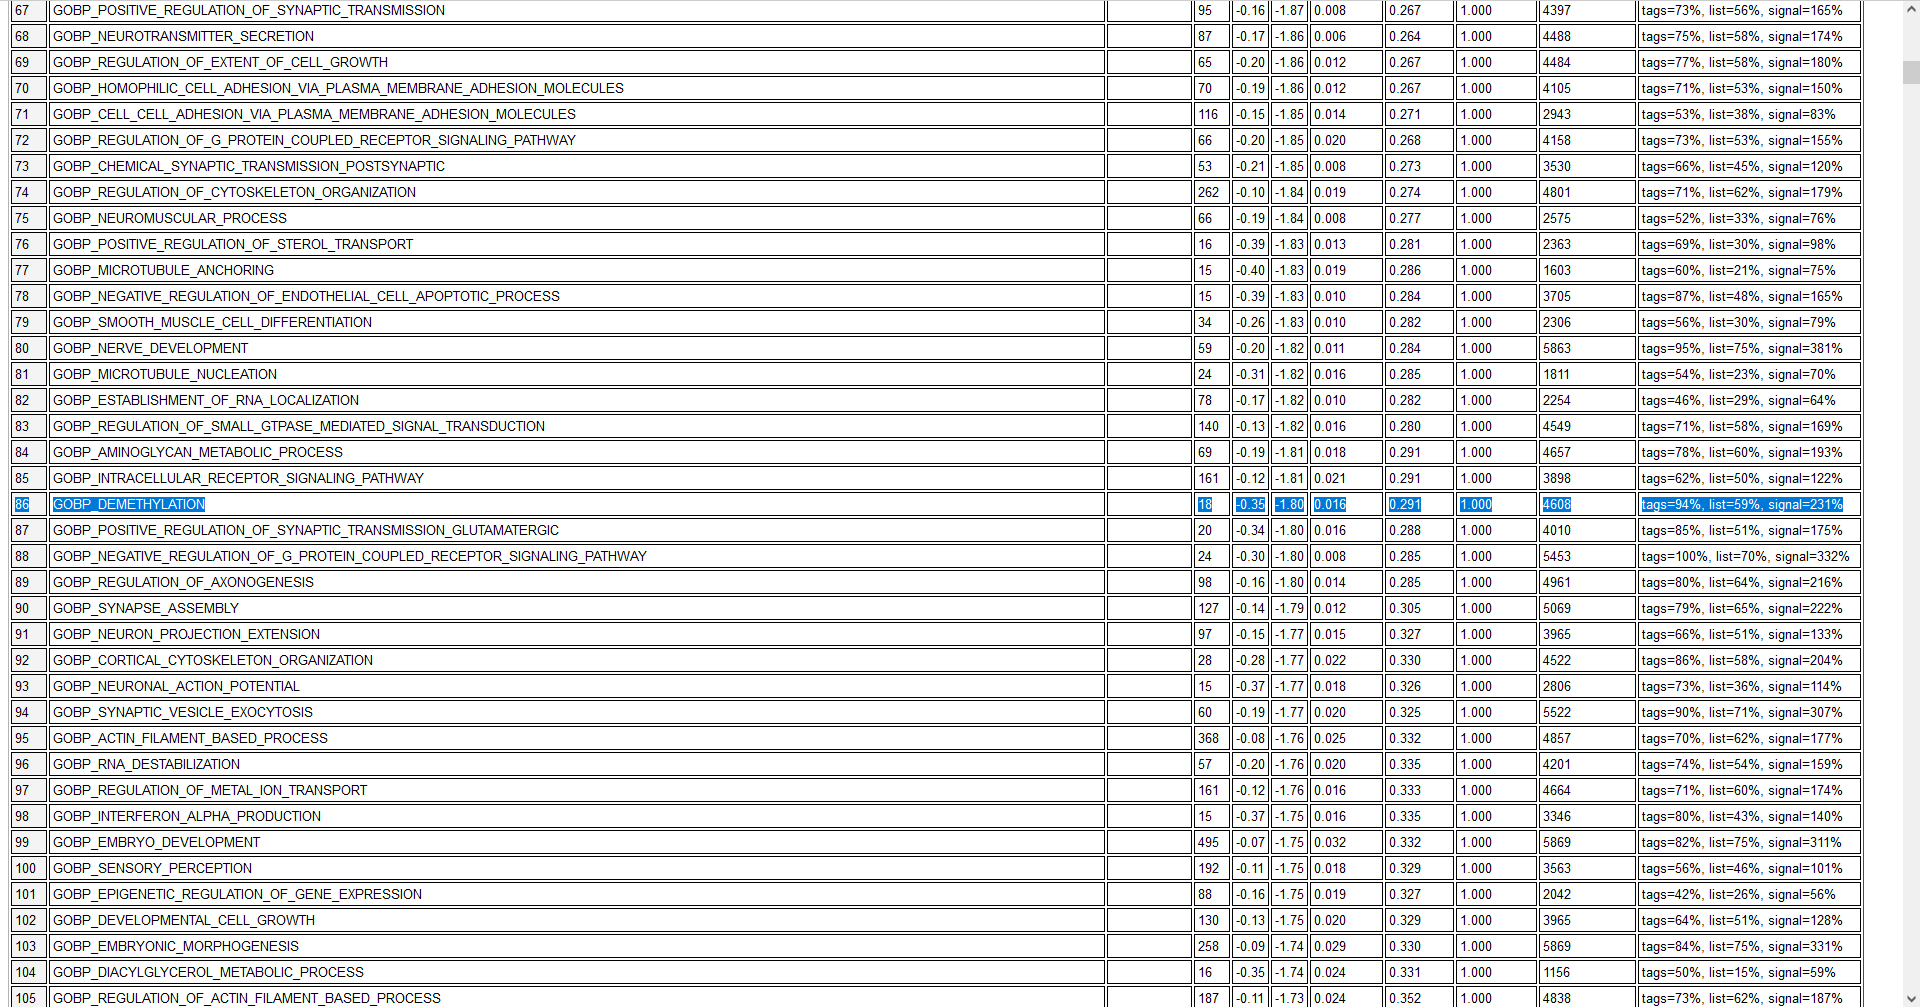 67 GOBP_POSITIVE_REGULATION_OF_SYNAPTIC_TRANSMISSION 95 -0.16 -1.87 0.008 0.267 1.000 4397 tags=73%, list=56%, signal=165%
68 GOBP_NEUROTRANSMITTER_SECRETION 87 -0.17 -1.86 0.006 0.264 1.000 4488 tags=75%, list=58%, signal=174%
69 GOBP_REGULATION_OF_EXTENT_OF_CELL_GROWTH 65 -0.20 -1.86 0.012 0.267 1.000 4484 tags=77%, list=58%, signal=180%
70 GOBP_HOMOPHILIC_CELL_ADHESION_VIA_PLASMA_MEMBRANE_ADHESION_MOLECULES 70 -0.19 -1.86 0.012 0.267 1.000 4105 tags=71%, list=53%, signal=150%
71 GOBP_CELL_CELL_ADHESION_VIA_PLASMA_MEMBRANE_ADHESION_MOLECULES 116 -0.15 -1.85 0.014 0.271 1.000 2943 tags=53%, list=38%, signal=83%
72 GOBP_REGULATION_OF_G_PROTEIN_COUPLED_RECEPTOR_SIGNALING_PATHWAY 66 -0.20 -1.85 0.020 0.268 1.000 4158 tags=73%, list=53%, signal=155%
73 GOBP_CHEMICAL_SYNAPTIC_TRANSMISSION_POSTSYNAPTIC 53 -0.21 -1.85 0.008 0.273 1.000 3530 tags=66%, list=45%, signal=120%
74 GOBP_REGULATION_OF_CYTOSKELETON_ORGANIZATION 262 -0.10 -1.84 0.019 0.274 1.000 4801 tags=71%, list=62%, signal=179%
75 GOBP_NEUROMUSCULAR_PROCESS 66 -0.19 -1.84 0.008 0.277 1.000 2575 tags=52%, list=33%, signal=76%
76 GOBP_POSITIVE_REGULATION_OF_STEROL_TRANSPORT 16 -0.39 -1.83 0.013 0.281 1.000 2363 tags=69%, list=30%, signal=98%
77 GOBP_MICROTUBULE_ANCHORING 15 -0.40 -1.83 0.019 0.286 1.000 1603 tags=60%, list=21%, signal=75%
78 GOBP_NEGATIVE_REGULATION_OF_ENDOTHELIAL_CELL_APOPTOTIC_PROCESS 15 -0.39 -1.83 0.010 0.284 1.000 3705 tags=87%, list=48%, signal=165%
79 GOBP_SMOOTH_MUSCLE_CELL_DIFFERENTIATION 34 -0.26 -1.83 0.010 0.282 1.000 2306 tags=56%, list=30%, signal=79%
80 GOBP_NERVE_DEVELOPMENT 59 -0.20 -1.82 0.011 0.284 1.000 5863 tags=95%, list=75%, signal=381%
81 GOBP_MICROTUBULE_NUCLEATION 24 -0.31 -1.82 0.016 0.285 1.000 1811 tags=54%, list=23%, signal=70%
82 GOBP_ESTABLISHMENT_OF_RNA_LOCALIZATION 78 -0.17 -1.82 0.010 0.282 1.000 2254 tags=46%, list=29%, signal=64%
83 GOBP_REGULATION_OF_SMALL_GTPASE_MEDIATED_SIGNAL_TRANSDUCTION 140 -0.13 -1.82 0.016 0.280 1.000 4549 tags=71%, list=58%, signal=169%
84 GOBP_AMINOGLYCAN_METABOLIC_PROCESS 69 -0.19 -1.81 0.018 0.291 1.000 4657 tags=78%, list=60%, signal=193%
85 GOBP_INTRACELLULAR_RECEPTOR_SIGNALING_PATHWAY 161 -0.12 -1.81 0.021 0.291 1.000 3898 tags=62%, list=50%, signal=122%
86 GOBP_DEMETHYLATION 18 -0.35 -1.80 0.016 0.291 1.000 4608 tags=94%, list=59%, signal=231%
87 GOBP_POSITIVE_REGULATION_OF_SYNAPTIC_TRANSMISSION_GLUTAMATERGIC 20 -0.34 -1.80 0.016 0.288 1.000 4010 tags=85%, list=51%, signal=175%
88 GOBP_NEGATIVE_REGULATION_OF_G_PROTEIN_COUPLED_RECEPTOR_SIGNALING_PATHWAY 24 -0.30 -1.80 0.008 0.285 1.000 5453 tags=100%, list=70%, signal=332%
89 GOBP_REGULATION_OF_AXONOGENESIS 98 -0.16 -1.80 0.014 0.285 1.000 4961 tags=80%, list=64%, signal=216%
90 GOBP_SYNAPSE_ASSEMBLY 127 -0.14 -1.79 0.012 0.305 1.000 5069 tags=79%, list=65%, signal=222%
91 GOBP_NEURON_PROJECTION_EXTENSION 97 -0.15 -1.77 0.015 0.327 1.000 3965 tags=66%, list=51%, signal=133%
92 GOBP_CORTICAL_CYTOSKELETON_ORGANIZATION 28 -0.28 -1.77 0.022 0.330 1.000 4522 tags=86%, list=58%, signal=204%
93 GOBP_NEURONAL_ACTION_POTENTIAL 15 -0.37 -1.77 0.018 0.326 1.000 2806 tags=73%, list=36%, signal=114%
94 GOBP_SYNAPTIC_VESICLE_EXOCYTOSIS 60 -0.19 -1.77 0.020 0.325 1.000 5522 tags=90%, list=71%, signal=307%
95 GOBP_ACTIN_FILAMENT_BASED_PROCESS 368 -0.08 -1.76 0.025 0.332 1.000 4857 tags=70%, list=62%, signal=177%
96 GOBP_RNA_DESTABILIZATION 57 -0.20 -1.76 0.020 0.335 1.000 4201 tags=74%, list=54%, signal=159%
97 GOBP_REGULATION_OF_METAL_ION_TRANSPORT 161 -0.12 -1.76 0.016 0.333 1.000 4664 tags=71%, list=60%, signal=174%
98 GOBP_INTERFERON_ALPHA_PRODUCTION 15 -0.37 -1.75 0.016 0.335 1.000 3346 tags=80%, list=43%, signal=140%
99 GOBP_EMBRYO_DEVELOPMENT 495 -0.07 -1.75 0.032 0.332 1.000 5869 tags=82%, list=75%, signal=311%
100 GOBP_SENSORY_PERCEPTION 192 -0.11 -1.75 0.018 0.329 1.000 3563 tags=56%, list=46%, signal=101%
101 GOBP_EPIGENETIC_REGULATION_OF_GENE_EXPRESSION 88 -0.16 -1.75 0.019 0.327 1.000 2042 tags=42%, list=26%, signal=56%
102 GOBP_DEVELOPMENTAL_CELL_GROWTH 130 -0.13 -1.75 0.020 0.329 1.000 3965 tags=64%, list=51%, signal=128%
103 GOBP_EMBRYONIC_MORPHOGENESIS 258 -0.09 -1.74 0.029 0.330 1.000 5869 tags=84%, list=75%, signal=331%
104 GOBP_DIACYLGLYCEROL_METABOLIC_PROCESS 16 -0.35 -1.74 0.024 0.331 1.000 1156 tags=50%, list=15%, signal=59%
105 GOBP_REGULATION_OF_ACTIN_FILAMENT_BASED_PROCESS 187 -0.11 -1.73 0.024 0.352 1.000 4838 tags=73%, list=62%, signal=187%